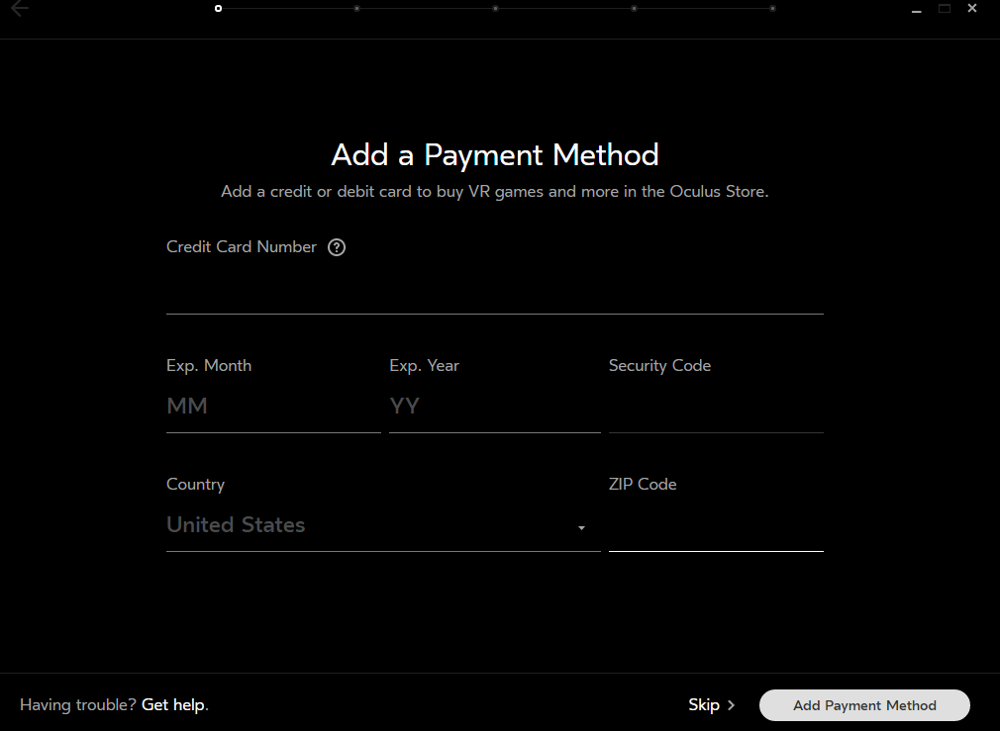 Add a Payment Method
Add a credit or debit card to buy VR games and more in the Oculus Store.
Credit Card Number ?
Exp. Month Exp. Year Security Code
MM YY
Country ZIP Code
United States
Having trouble? Get help. Skip > Add Payment Method